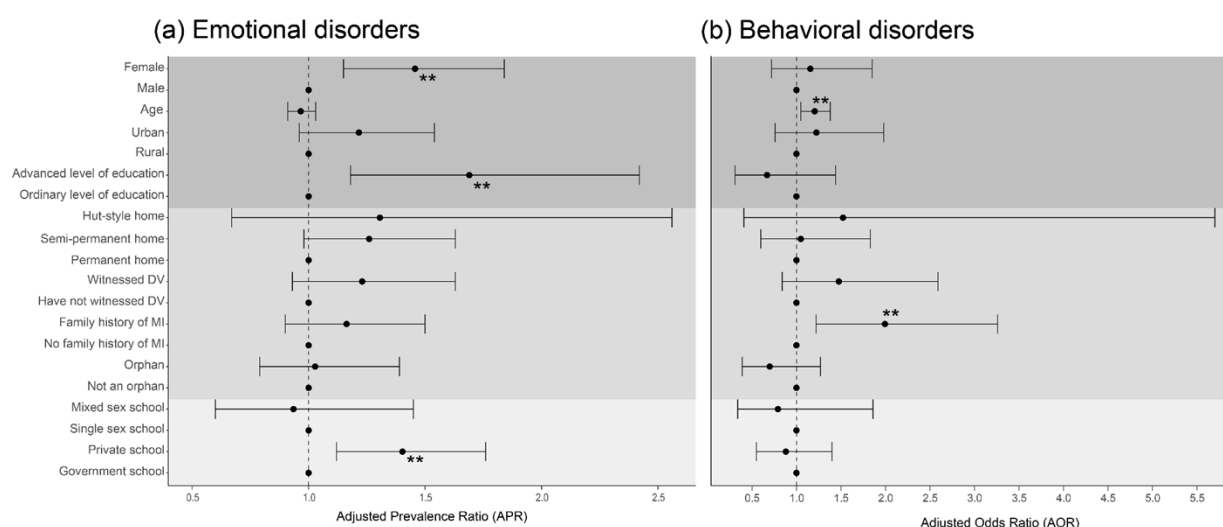 (a) Emotional disorders
(b) Behavioral disorders
Female
**
Male
Age
**
Urban
Rural
Advanced level of education
**
Ordinary level of education
Hut-style home
Semi-permanent home
Permanent home
Witnessed DV
Have not witnessed DV
Family history of MI
**
No family history of MI
Orphan
Not an orphan
Mixed sex school
Single sex school
Private school
**
Government school
0.5 1.0 1.5 2.0 2.5
0.5 1.0 1.5 2.0 2.5 3.0 3.5 4.0 4.5 5.0 5.5
Adjusted Prevalence Ratio (APR)
Adjusted Odds Ratio (AOR)